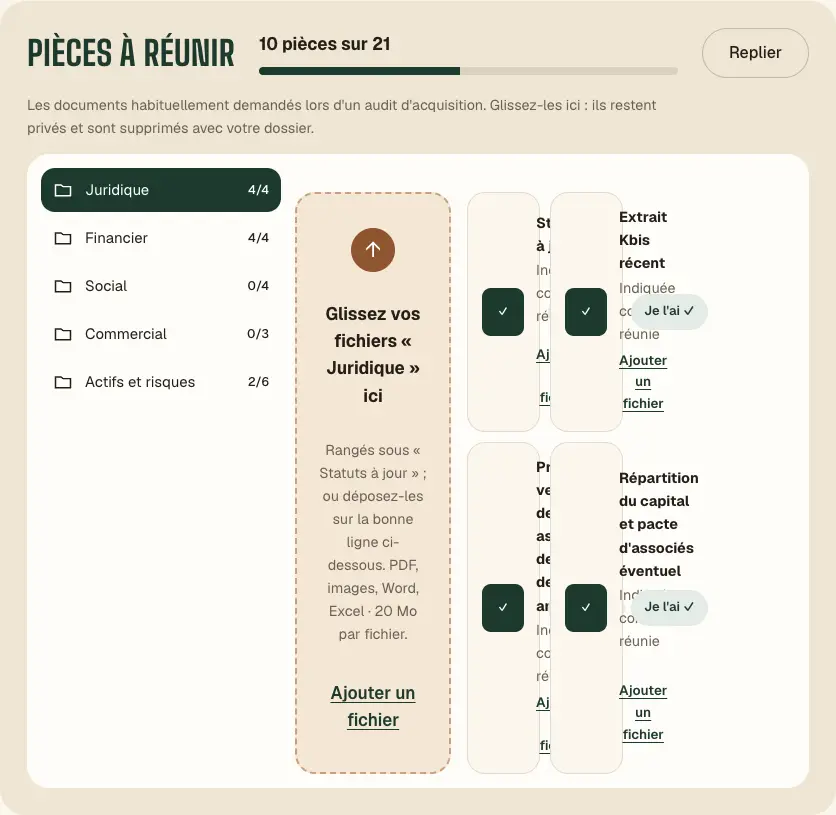 PIÈCES À RÉUNIR
10 pièces sur 21
Replier
Les documents habituellement demandés lors d'un audit d'acquisition. Glissez-les ici : ils restent
privés et sont supprimés avec votre dossier.
Juridique 4/4
Financier 4/4
Social 0/4
Commercial 0/3
Actifs et risques 2/6
Glissez vos
fichiers «
Juridique »
ici
Rangés sous «
Statuts à jour » ;
ou déposez-les
sur la bonne
ligne ci-
dessous. PDF,
images, Word,
Excel · 20 Mo
par fichier.
Ajouter un
fichier
Extrait
Kbis
récent
Indiquée
réunie
Je l'ai ✓
Ajouter
un
fichier
Répartition
du capital
et pacte
d'associés
éventuel
réunie
Je l'ai ✓
Ajouter
un
fichier